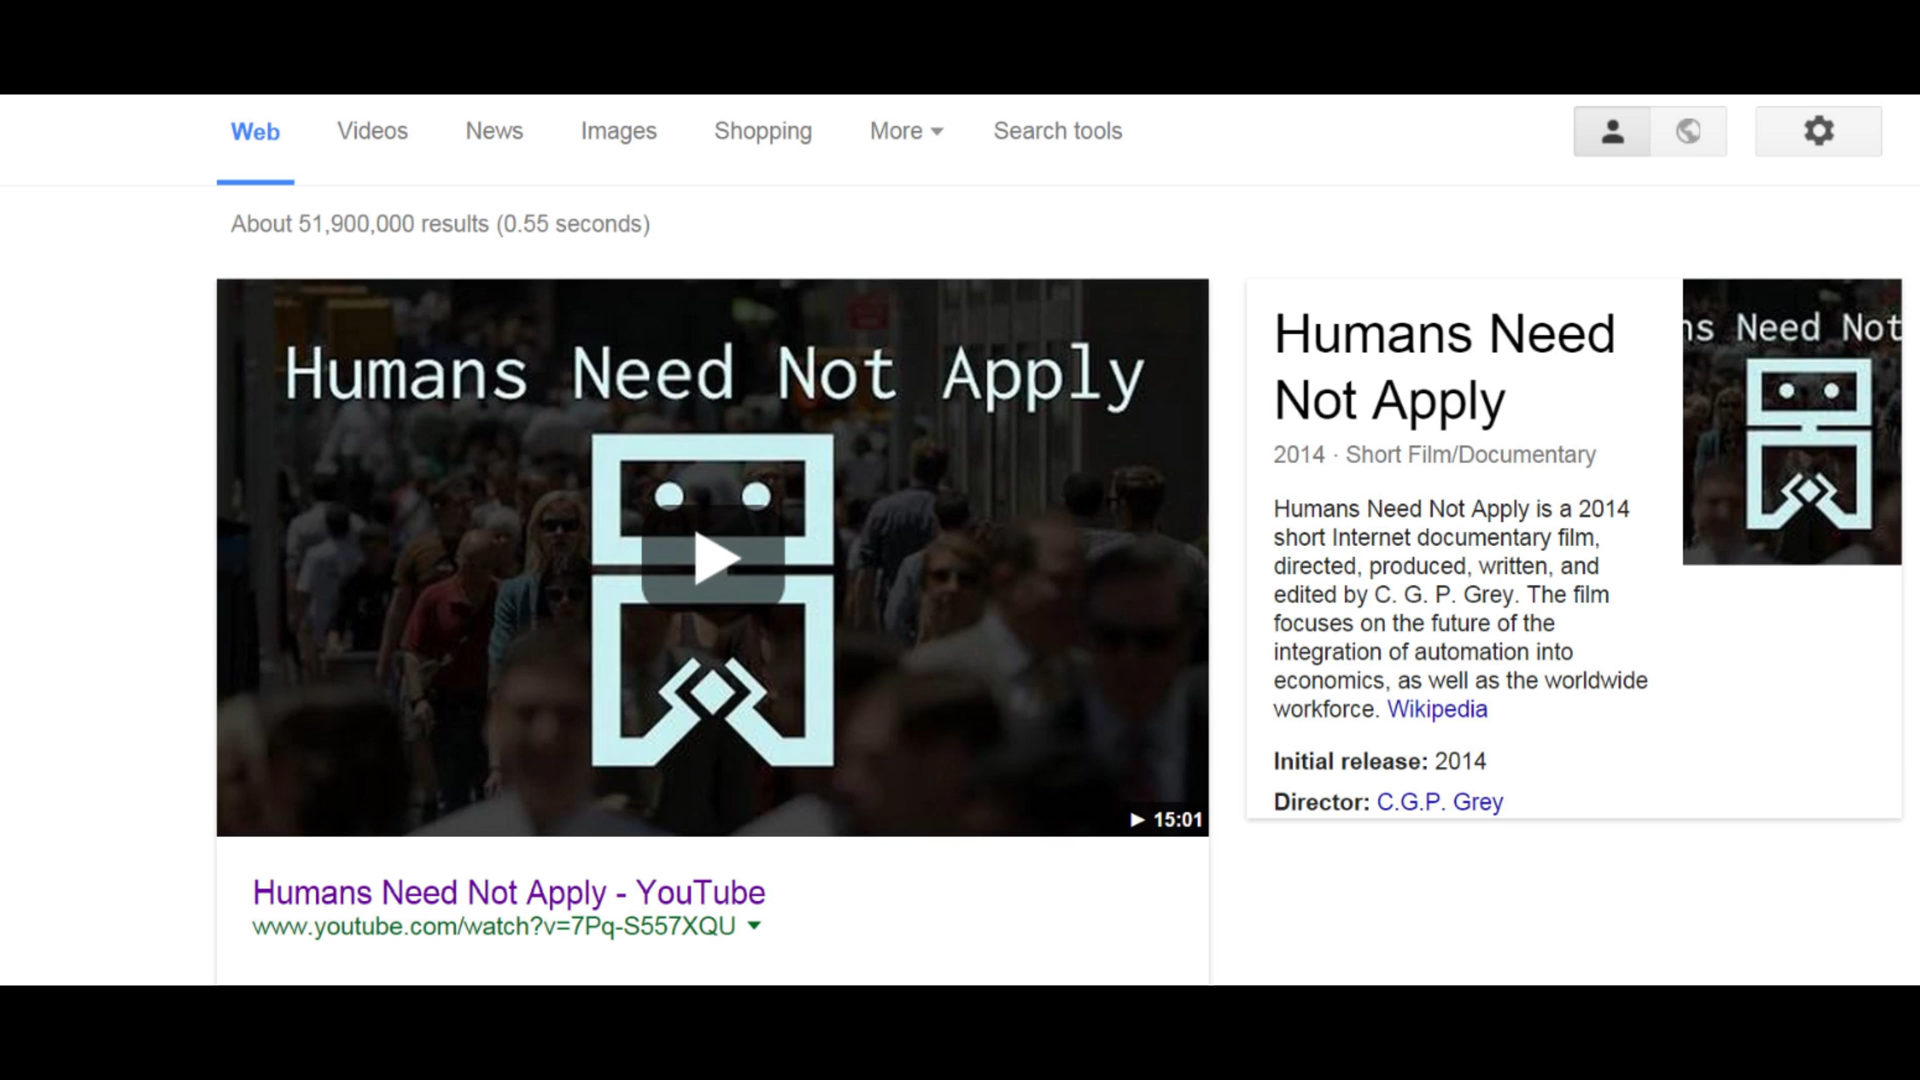 Web Videos News Images Shopping More Search tools
About 51,900,000 results (0.55 seconds)
Humans Need Not Apply
15:01
Humans Need Not Apply - YouTube
www.youtube.com/watch?v=7Pq-S557XQU
Humans Need
Not Apply
2014 · Short Film/Documentary
Humans Need Not Apply is a 2014
short Internet documentary film,
directed, produced, written, and
edited by C. G. P. Grey. The film
focuses on the future of the
integration of automation into
economics, as well as the worldwide
workforce. Wikipedia
Initial release: 2014
Director: C.G.P. Grey
ns Need Not